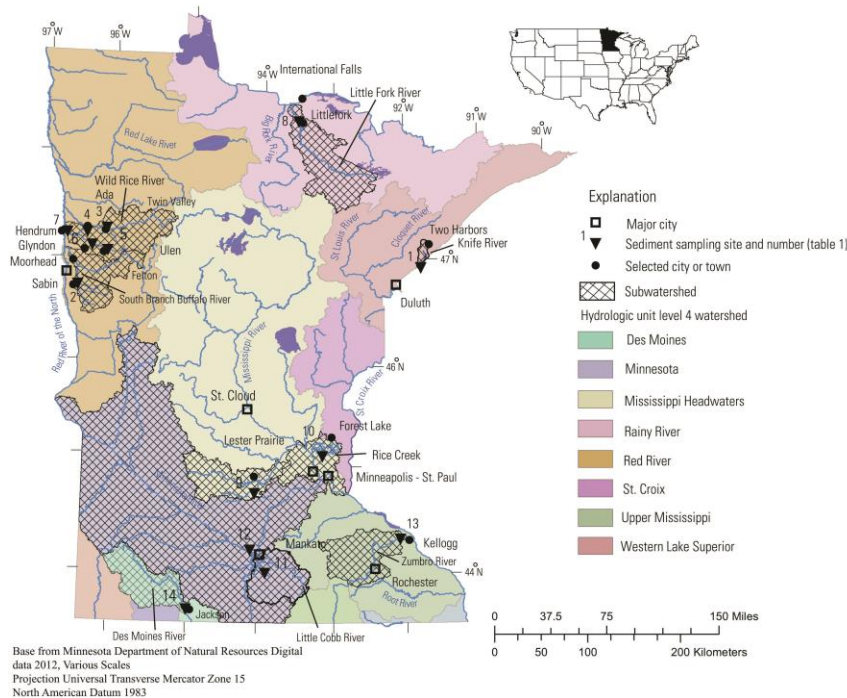 97 W
96 W
94 W
92 W
91 W
90 W
International Falls
Little Fork River
Littlefork
8
Big Fork River
Red Lake River
Wild Rice River
Ada
Twin Valley
7
4
3
Hendrum
6
5
Glyndon
Ulen
Moorhead
Felton
Sabin
2
South Branch Buffalo River
Red River of the North
St Louis River
Cloquet River
Two Harbors
Knife River
1
47 N
Duluth
Mississippi River
46 N
St. Croix River
St. Cloud
10
Forest Lake
Lester Prairie
Rice Creek
9
Minneapolis - St. Paul
12
13
Mankato
Kellogg
Zumbro River
11
44 N
Rochester
14
Root River
Jackson
Des Moines River
Little Cobb River
Explanation
Major city
1 Sediment sampling site and number (table 1)
Selected city or town
Subwatershed
Hydrologic unit level 4 watershed
Des Moines
Minnesota
Mississippi Headwaters
Rainy River
Red River
St. Croix
Upper Mississippi
Western Lake Superior
0 37.5 75 150 Miles
0 50 100 200 Kilometers
Base from Minnesota Department of Natural Resources Digital
data 2012, Various Scales
Projection Universal Transverse Mercator Zone 15
North American Datum 1983